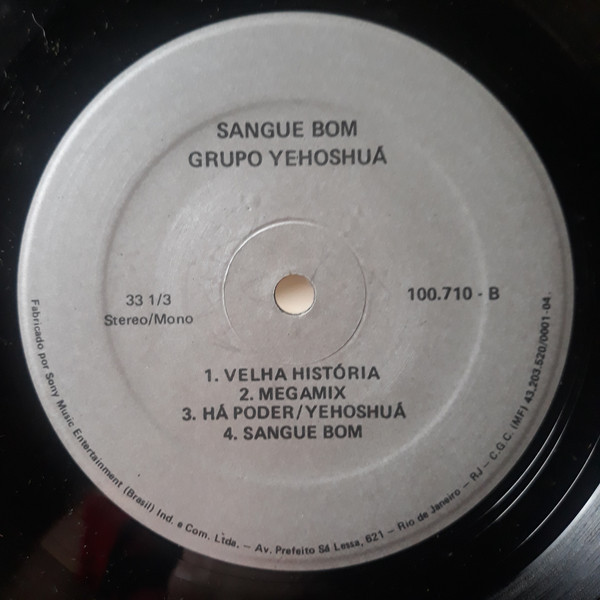 SANGUE BOM
GRUPO YEHOSHUÁ
33 1/3
Stereo/Mono
100.710 - B
1. VELHA HISTÓRIA
2. MEGAMIX
3. HÁ PODER/YEHOSHUÁ
4. SANGUE BOM
Fabricado por Sony Music Entertainment (Brasil) Ind. e Com. Ltda. - Av. Prefeito Sá Lessa, 621 - Rio de Janeiro - RJ - C.G.C. (MF) 43.203.520/0001-04.